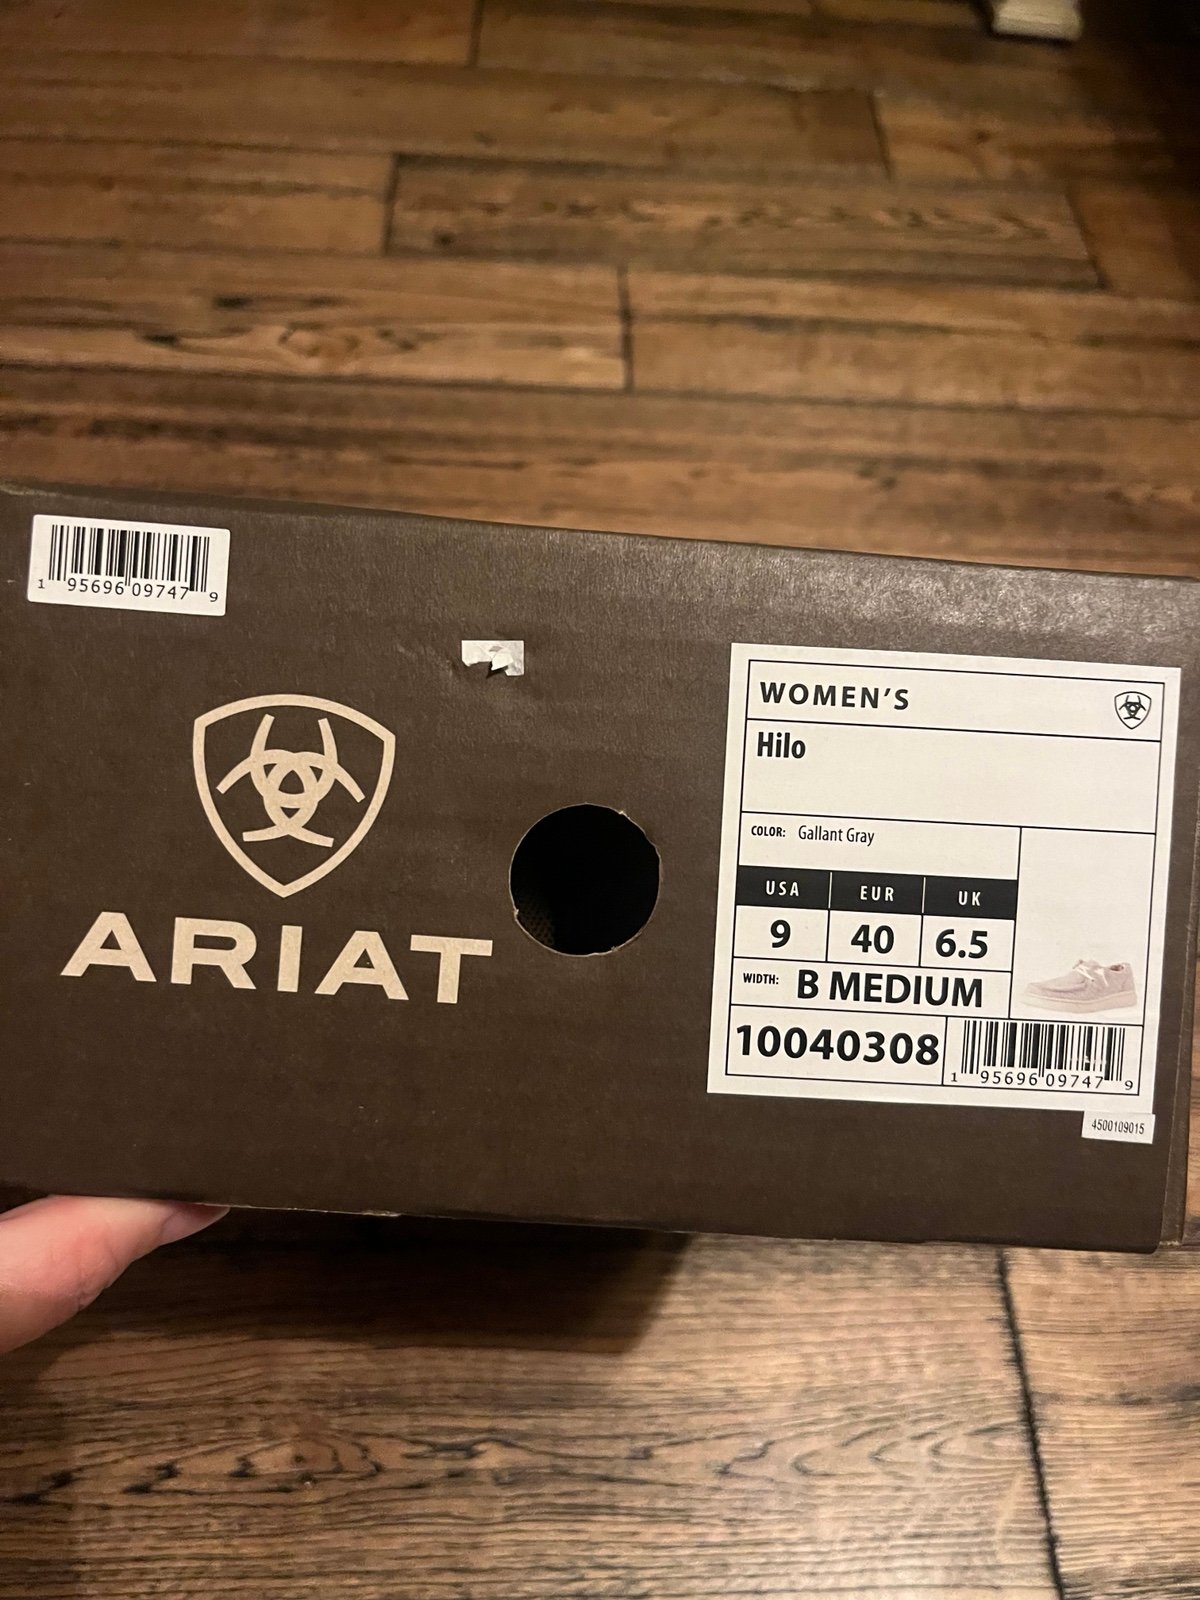 1 95696 09747 9
ARIAT
WOMEN'S
Hilo
COLOR: Gallant Gray
USA EUR UK
9 40 6.5
WIDTH: B MEDIUM
10040308
1 95696 09747 9
4500109015